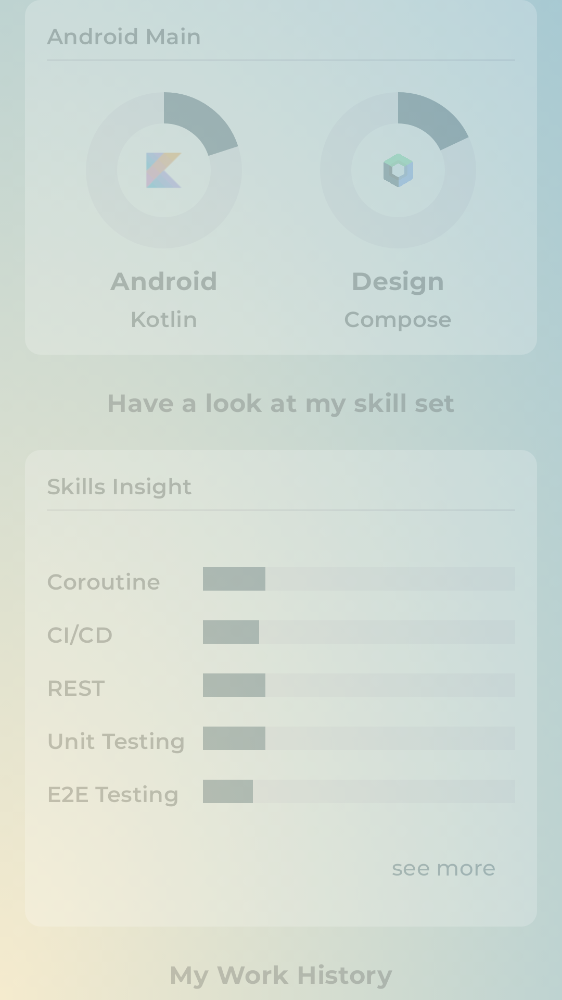 Android Main
Android
Design
Kotlin
Compose
Have a look at my skill set
Skills Insight
Coroutine
CI/CD
REST
Unit Testing
E2E Testing
see more
My Work History